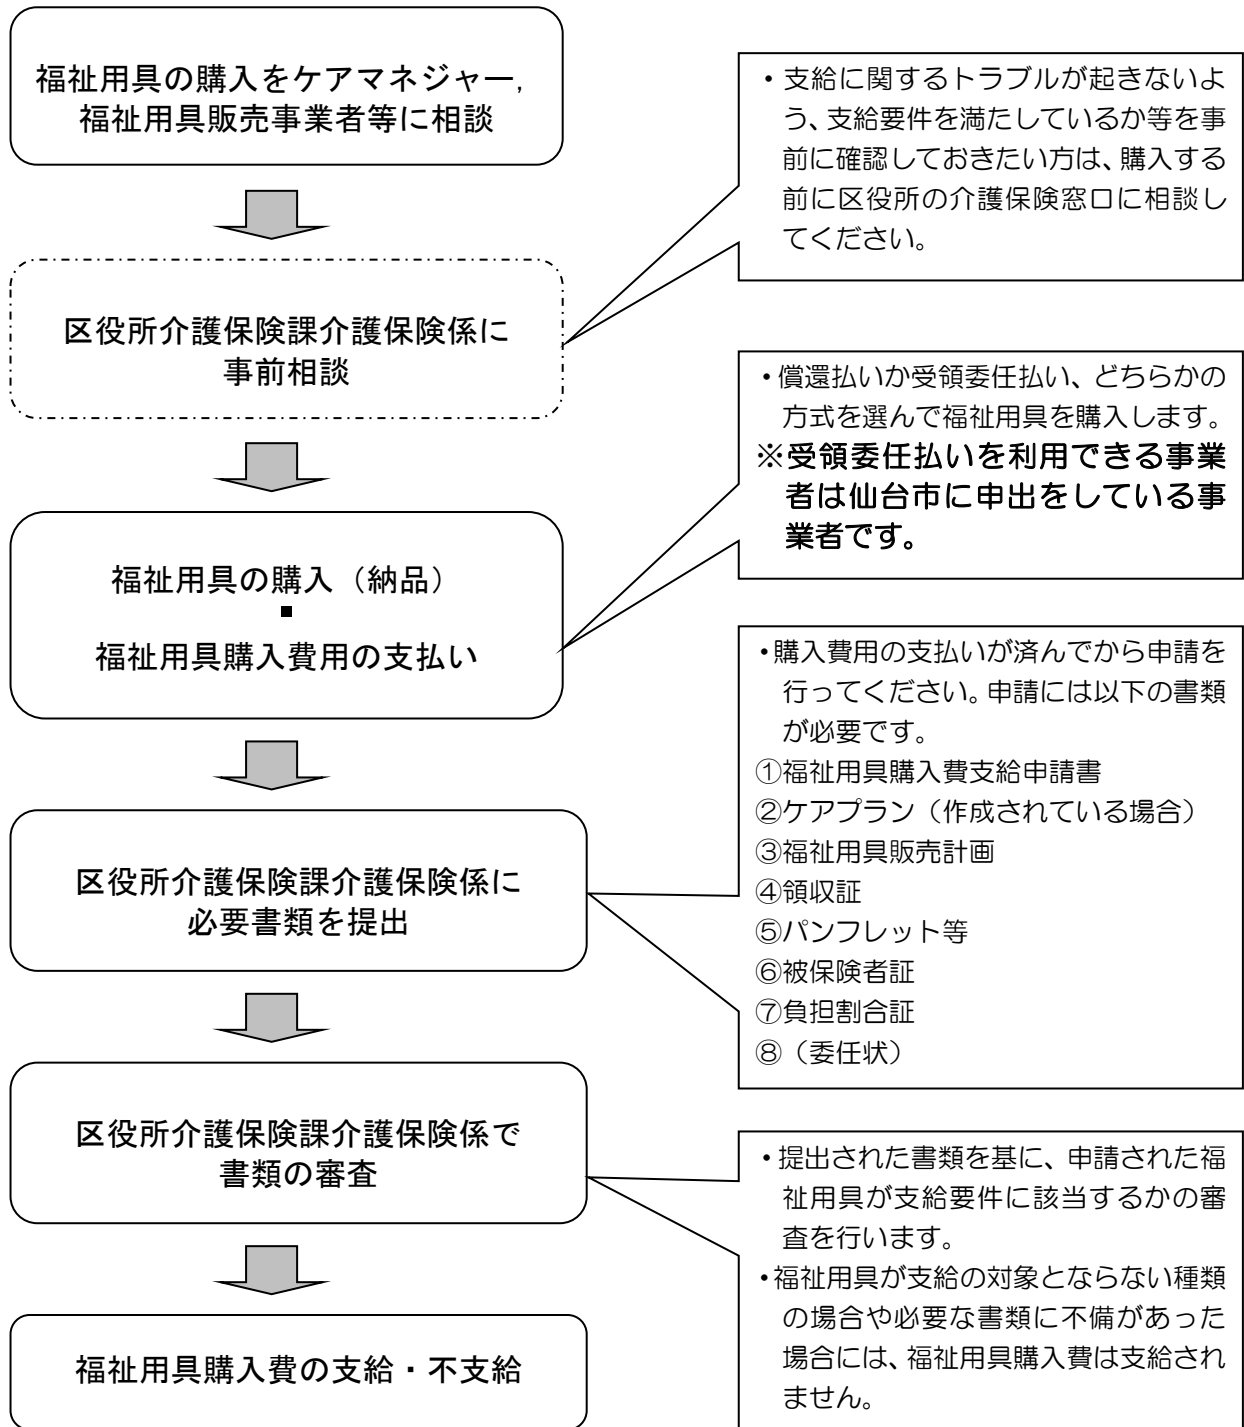 福祉用具の購入をケアマネジャー,
福祉用具販売事業者等に相談
・支給に関するトラブルが起きないよ
う、支給要件を満たしているか等を事
前に確認しておきたい方は、購入する
前に区役所の介護保険窓口に相談し
てください。
区役所介護保険課介護保険係に
事前相談
・償還払いか受領委任払い、どちらかの
方式を選んで福祉用具を購入します。
※受領委任払いを利用できる事業
者は仙台市に申出をしている事
業者です。
福祉用具の購入（納品）
・
福祉用具購入費用の支払い
・購入費用の支払いが済んでから申請を
行ってください。申請には以下の書類
が必要です。
①福祉用具購入費支給申請書
②ケアプラン（作成されている場合）
③福祉用具販売計画
④領収証
⑤パンフレット等
⑥被保険者証
⑦負担割合証
⑧（委任状）
区役所介護保険課介護保険係に
必要書類を提出
区役所介護保険課介護保険係で
書類の審査
・提出された書類を基に、申請された福
祉用具が支給要件に該当するかの審
査を行います。
・福祉用具が支給の対象とならない種類
の場合や必要な書類に不備があった
場合には、福祉用具購入費は支給され
ません。
福祉用具購入費の支給・不支給